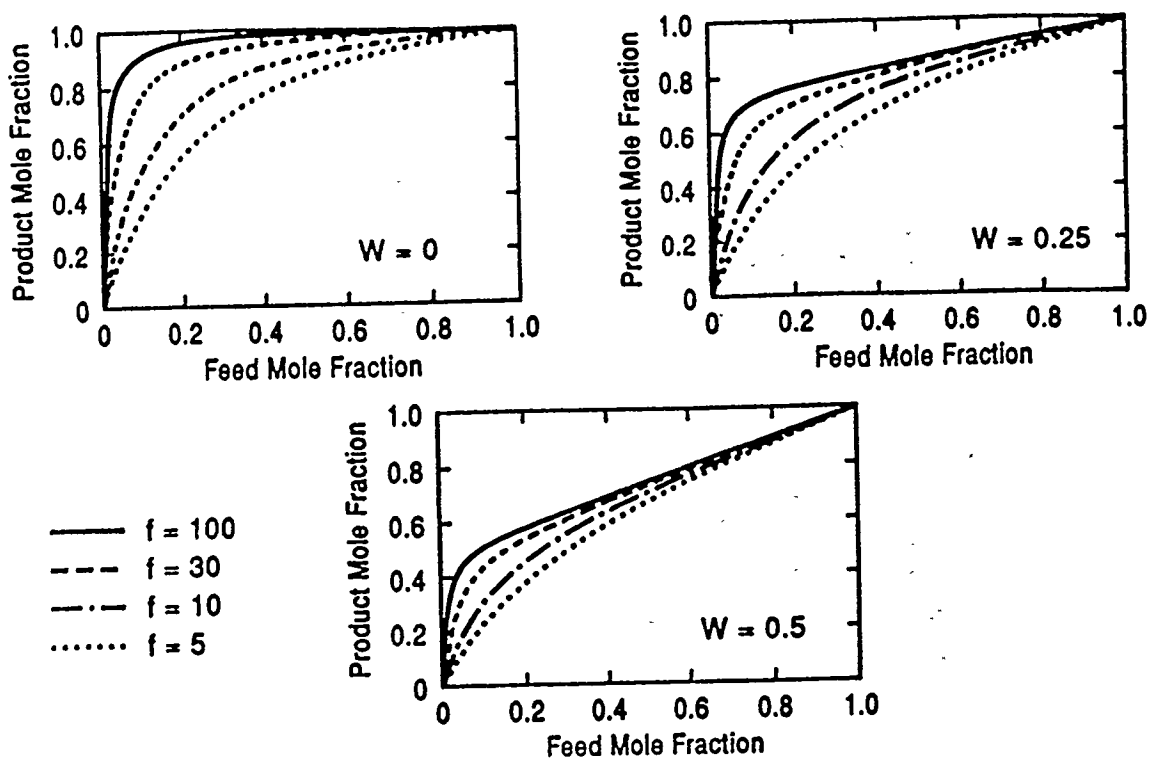 Product Mole Fraction
1.0
0.8
0.6
0.4
0.2
0
W = 0
0 0.2 0.4 0.6 0.8 1.0
Feed Mole Fraction
Product Mole Fraction
1.0
0.8
0.6
0.4
0.2
0
W = 0.25
0 0.2 0.4 0.6 0.8 1.0
Feed Mole Fraction
f = 100
f = 30
f = 10
f = 5
Product Mole Fraction
1.0
0.8
0.6
0.4
0.2
0
W = 0.5
0 0.2 0.4 0.6 0.8 1.0
Feed Mole Fraction